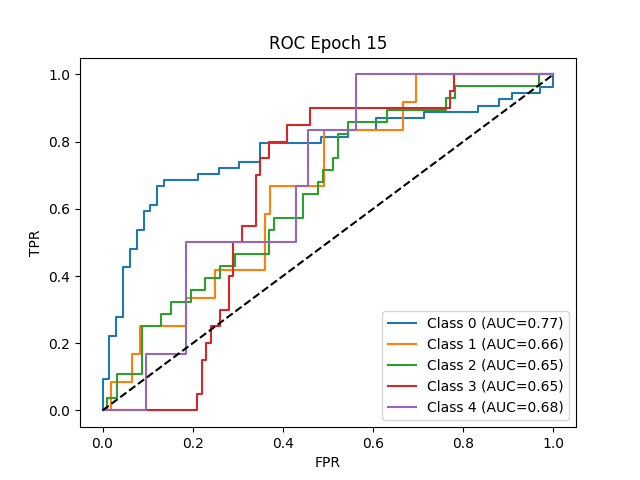 ROC Epoch 15
TPR
1.0
0.8
0.6
0.4
0.2
0.0
Class 0 (AUC=0.77)
Class 1 (AUC=0.66)
Class 2 (AUC=0.65)
Class 3 (AUC=0.65)
Class 4 (AUC=0.68)
0.0 0.2 0.4 0.6 0.8 1.0
FPR